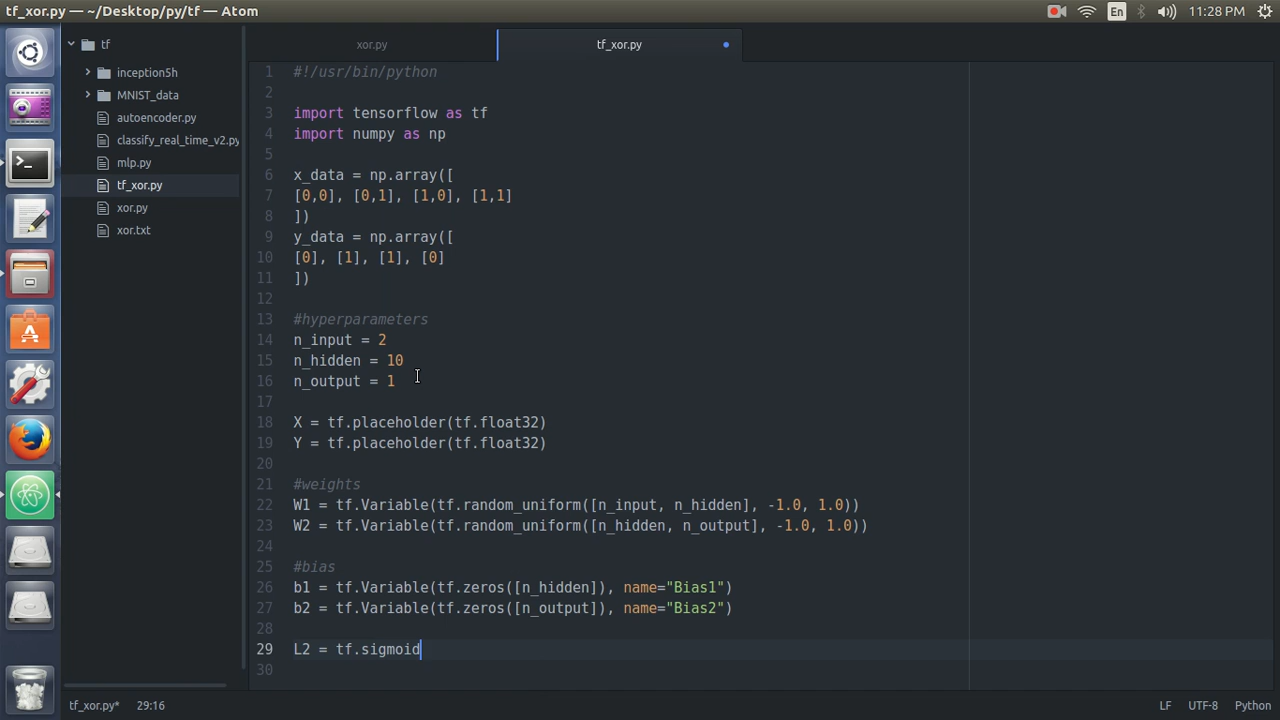 tf_xor.py — ~/Desktop/py/tf — Atom
En
11:28 PM
tf
inception5h
MNIST_data
autoencoder.py
classify_real_time_v2.py
mlp.py
tf_xor.py
xor.py
xor.txt
xor.py
tf_xor.py
1 #!/usr/bin/python
2
3 import tensorflow as tf
4 import numpy as np
5
6 x_data = np.array([
7 [0,0], [0,1], [1,0], [1,1]
8 ])
9 y_data = np.array([
10 [0], [1], [1], [0]
11 ])
12
13 #hyperparameters
14 n_input = 2
15 n_hidden = 10
16 n_output = 1
17
18 X = tf.placeholder(tf.float32)
19 Y = tf.placeholder(tf.float32)
20
21 #weights
22 W1 = tf.Variable(tf.random_uniform([n_input, n_hidden], -1.0, 1.0))
23 W2 = tf.Variable(tf.random_uniform([n_hidden, n_output], -1.0, 1.0))
24
25 #bias
26 b1 = tf.Variable(tf.zeros([n_hidden]), name="Bias1")
27 b2 = tf.Variable(tf.zeros([n_output]), name="Bias2")
28
29 L2 = tf.sigmoid
30
tf_xor.py* 29:16
LF UTF-8 Python